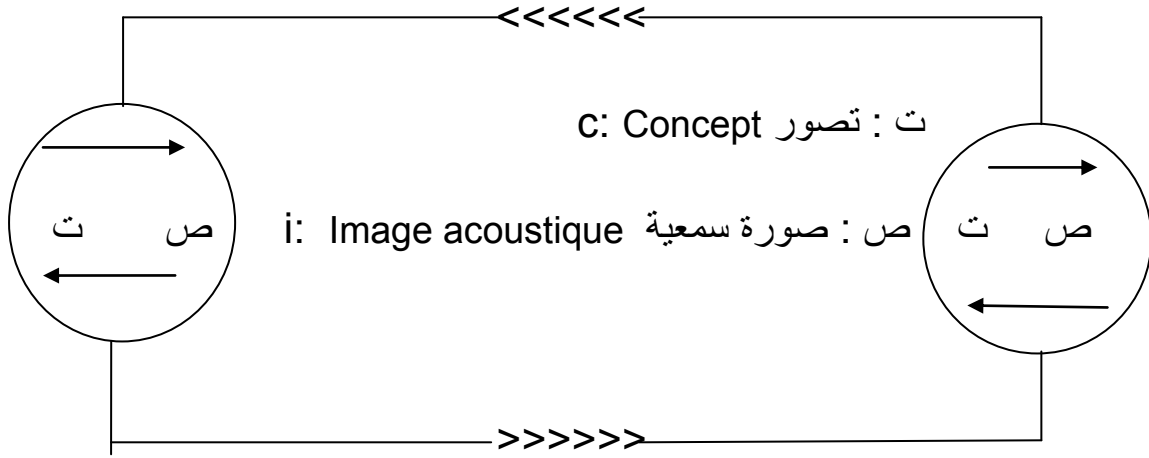 <<<<<<
ت : تصور c: Concept
ت ص
ص : صورة سمعية i: Image acoustique
ت ص
>>>>>>